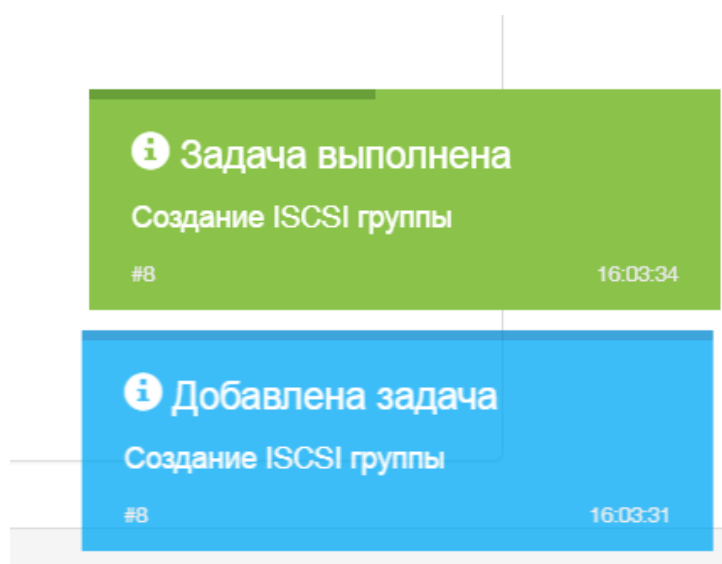 Задача выполнена
Создание ISCSI группы
#8 16:03:34
Добавлена задача
Создание ISCSI группы
#8 16:03:31